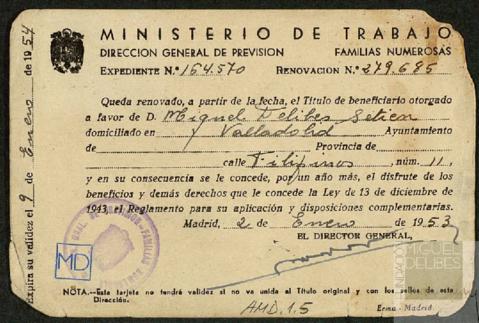 MINISTERIO DE TRABAJO
DIRECCION GENERAL DE PREVISION FAMILIAS NUMEROSAS
EXPEDIENTE N.º 154.570 RENOVACION N.º 279.685
Queda renovado, a partir de la fecha, el Título de beneficiario otorgado
a favor de D. Miguel Delibes Setien
domiciliado en Valladolid Ayuntamiento
de Provincia de
calle Filipinos, núm. 11,
y en su consecuencia se le concede, por un año más, el disfrute de los
beneficios y demás derechos que le concede la Ley de 13 de diciembre de
1943, el Reglamento para su aplicación y disposiciones complementarias.
Madrid, 2 de Enero de 1953
EL DIRECTOR GENERAL,
NOTA.—Esta tarjeta no tendrá validez si no va unida al Título original y con los sellos de esta
Dirección.
Erma.-Madrid.
AMD,1,5
Expira su validez el 9 de Enero de 1954
MD
MIGUEL
DELIBES